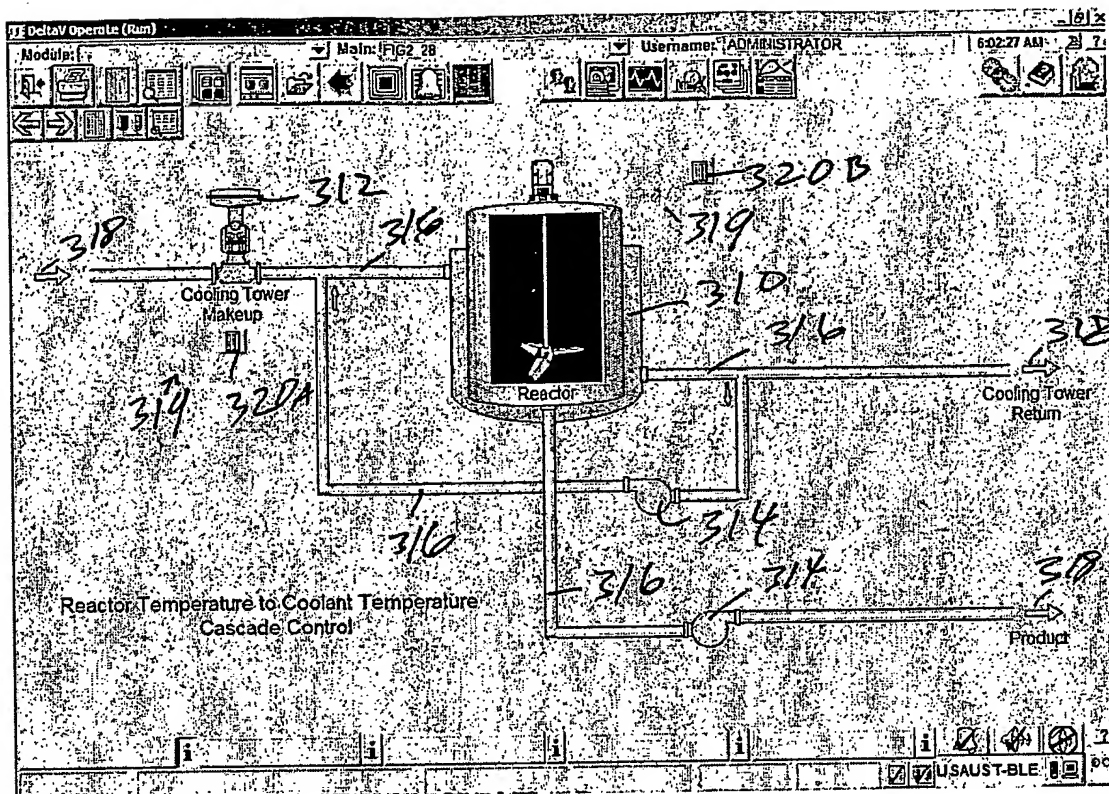 DeltaV Operate (Run)
Module: Main: FIG2_28 Username: ADMINISTRATOR 6:02:27 AM
312
320B
318
316
319
310
Cooling Tower
Makeup
316
318
Reactor
Cooling Tower
Return
319 320A
314
316
316 314 318
Reactor Temperature to Coolant Temperature
Cascade Control
Product
i i i i i ?
USAUST-BLE